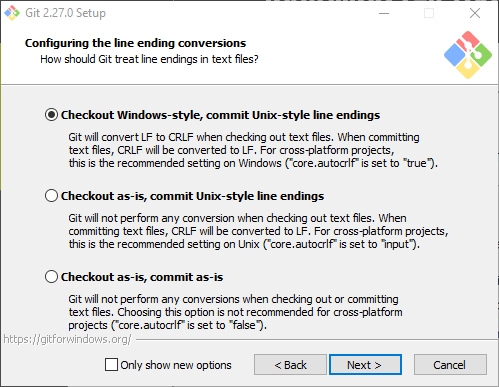 Git 2.27.0 Setup
Configuring the line ending conversions
How should Git treat line endings in text files?
Checkout Windows-style, commit Unix-style line endings
Git will convert LF to CRLF when checking out text files. When committing
text files, CRLF will be converted to LF. For cross-platform projects,
this is the recommended setting on Windows ("core.autocrlf" is set to "true").
Checkout as-is, commit Unix-style line endings
Git will not perform any conversion when checking out text files. When
committing text files, CRLF will be converted to LF. For cross-platform projects,
this is the recommended setting on Unix ("core.autocrlf" is set to "input").
Checkout as-is, commit as-is
Git will not perform any conversions when checking out or committing
text files. Choosing this option is not recommended for cross-platform
projects ("core.autocrlf" is set to "false").
https://gitforwindows.org/
Only show new options
< Back
Next >
Cancel